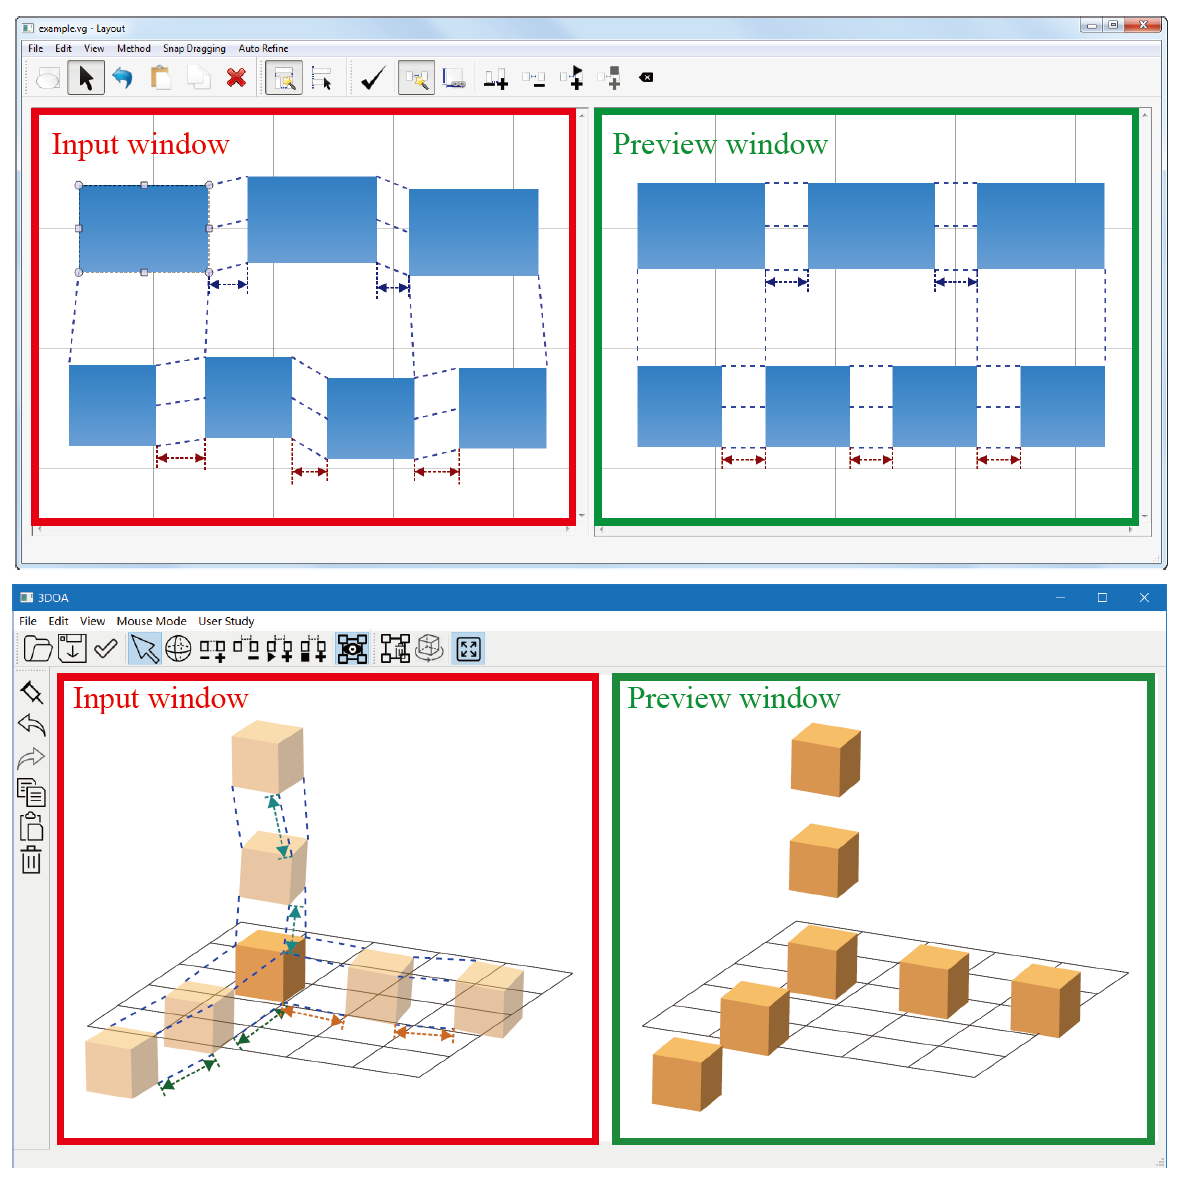 example.vg - Layout
File Edit View Method Snap Dragging Auto Refine
Input window
Preview window
3DOA
File Edit View Mouse Mode User Study
Input window
Preview window